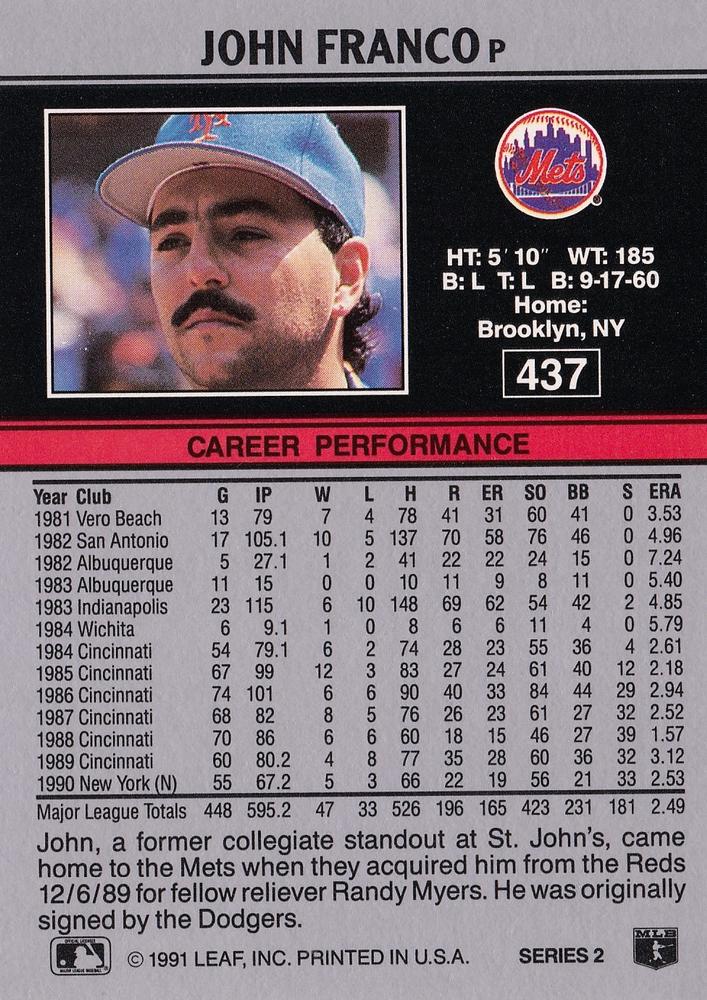 JOHN FRANCO P
Mets
HT: 5' 10" WT: 185
B: L T: L B: 9-17-60
Home:
Brooklyn, NY
437
CAREER PERFORMANCE
Year Club G IP W L H R ER SO BB S ERA
1981 Vero Beach 13 79 7 4 78 41 31 60 41 0 3.53
1982 San Antonio 17 105.1 10 5 137 70 58 76 46 0 4.96
1982 Albuquerque 5 27.1 1 2 41 22 22 24 15 0 7.24
1983 Albuquerque 11 15 0 0 10 11 9 8 11 0 5.40
1983 Indianapolis 23 115 6 10 148 69 62 54 42 2 4.85
1984 Wichita 6 9.1 1 0 8 6 6 11 4 0 5.79
1984 Cincinnati 54 79.1 6 2 74 28 23 55 36 4 2.61
1985 Cincinnati 67 99 12 3 83 27 24 61 40 12 2.18
1986 Cincinnati 74 101 6 6 90 40 33 84 44 29 2.94
1987 Cincinnati 68 82 8 5 76 26 23 61 27 32 2.52
1988 Cincinnati 70 86 6 6 60 18 15 46 27 39 1.57
1989 Cincinnati 60 80.2 4 8 77 35 28 60 36 32 3.12
1990 New York (N) 55 67.2 5 3 66 22 19 56 21 33 2.53
Major League Totals 448 595.2 47 33 526 196 165 423 231 181 2.49
John, a former collegiate standout at St. John's, came
home to the Mets when they acquired him from the Reds
12/6/89 for fellow reliever Randy Myers. He was originally
signed by the Dodgers.
© 1991 LEAF, INC. PRINTED IN U.S.A. SERIES 2
MLB